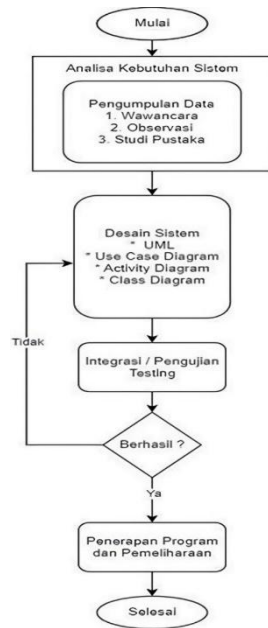 Mulai
Analisa Kebutuhan Sistem
Pengumpulan Data
1. Wawancara
2. Observasi
3. Studi Pustaka
Desain Sistem
* UML
* Use Case Diagram
* Activity Diagram
* Class Diagram
Tidak
Integrasi / Pengujian
Testing
Berhasil ?
Ya
Penerapan Program
dan Pemeliharaan
Selesai